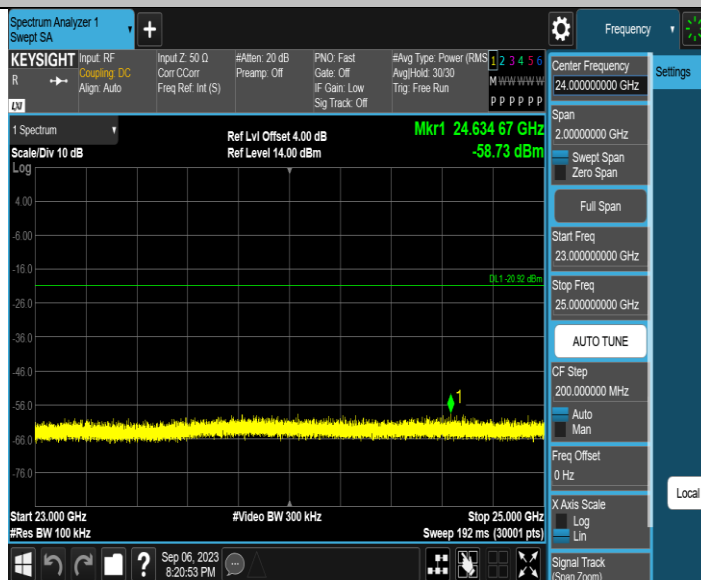 Spectrum Analyzer 1
Swept SA
+
Frequency
KEYSIGHT
R
LXI
Input: RF
Coupling: DC
Align: Auto
Input Z: 50 Ω
Corr CCorr
Freq Ref: Int (S)
#Atten: 20 dB
Preamp: Off
PNO: Fast
Gate: Off
IF Gain: Low
Sig Track: Off
#Avg Type: Power (RMS
Avg|Hold: 30/30
Trig: Free Run
1 2 3 4 5 6
M W W W W W
P P P P P P
1 Spectrum
Scale/Div 10 dB
Log
Ref Lvl Offset 4.00 dB
Ref Level 14.00 dBm
Mkr1 24.634 67 GHz
-58.73 dBm
4.00
-6.00
-16.0
-26.0
-36.0
-46.0
-56.0
-66.0
-76.0
DL1 -20.92 dBm
1
Start 23.000 GHz
#Res BW 100 kHz
#Video BW 300 kHz
Stop 25.000 GHz
Sweep 192 ms (30001 pts)
?
Sep 06, 2023
8:20:53 PM
Center Frequency
24.000000000 GHz
Span
2.00000000 GHz
Swept Span
Zero Span
Full Span
Start Freq
23.000000000 GHz
Stop Freq
25.000000000 GHz
AUTO TUNE
CF Step
200.000000 MHz
Auto
Man
Freq Offset
0 Hz
X Axis Scale
Log
Lin
Signal Track
(Span Zoom)
Settings
Local